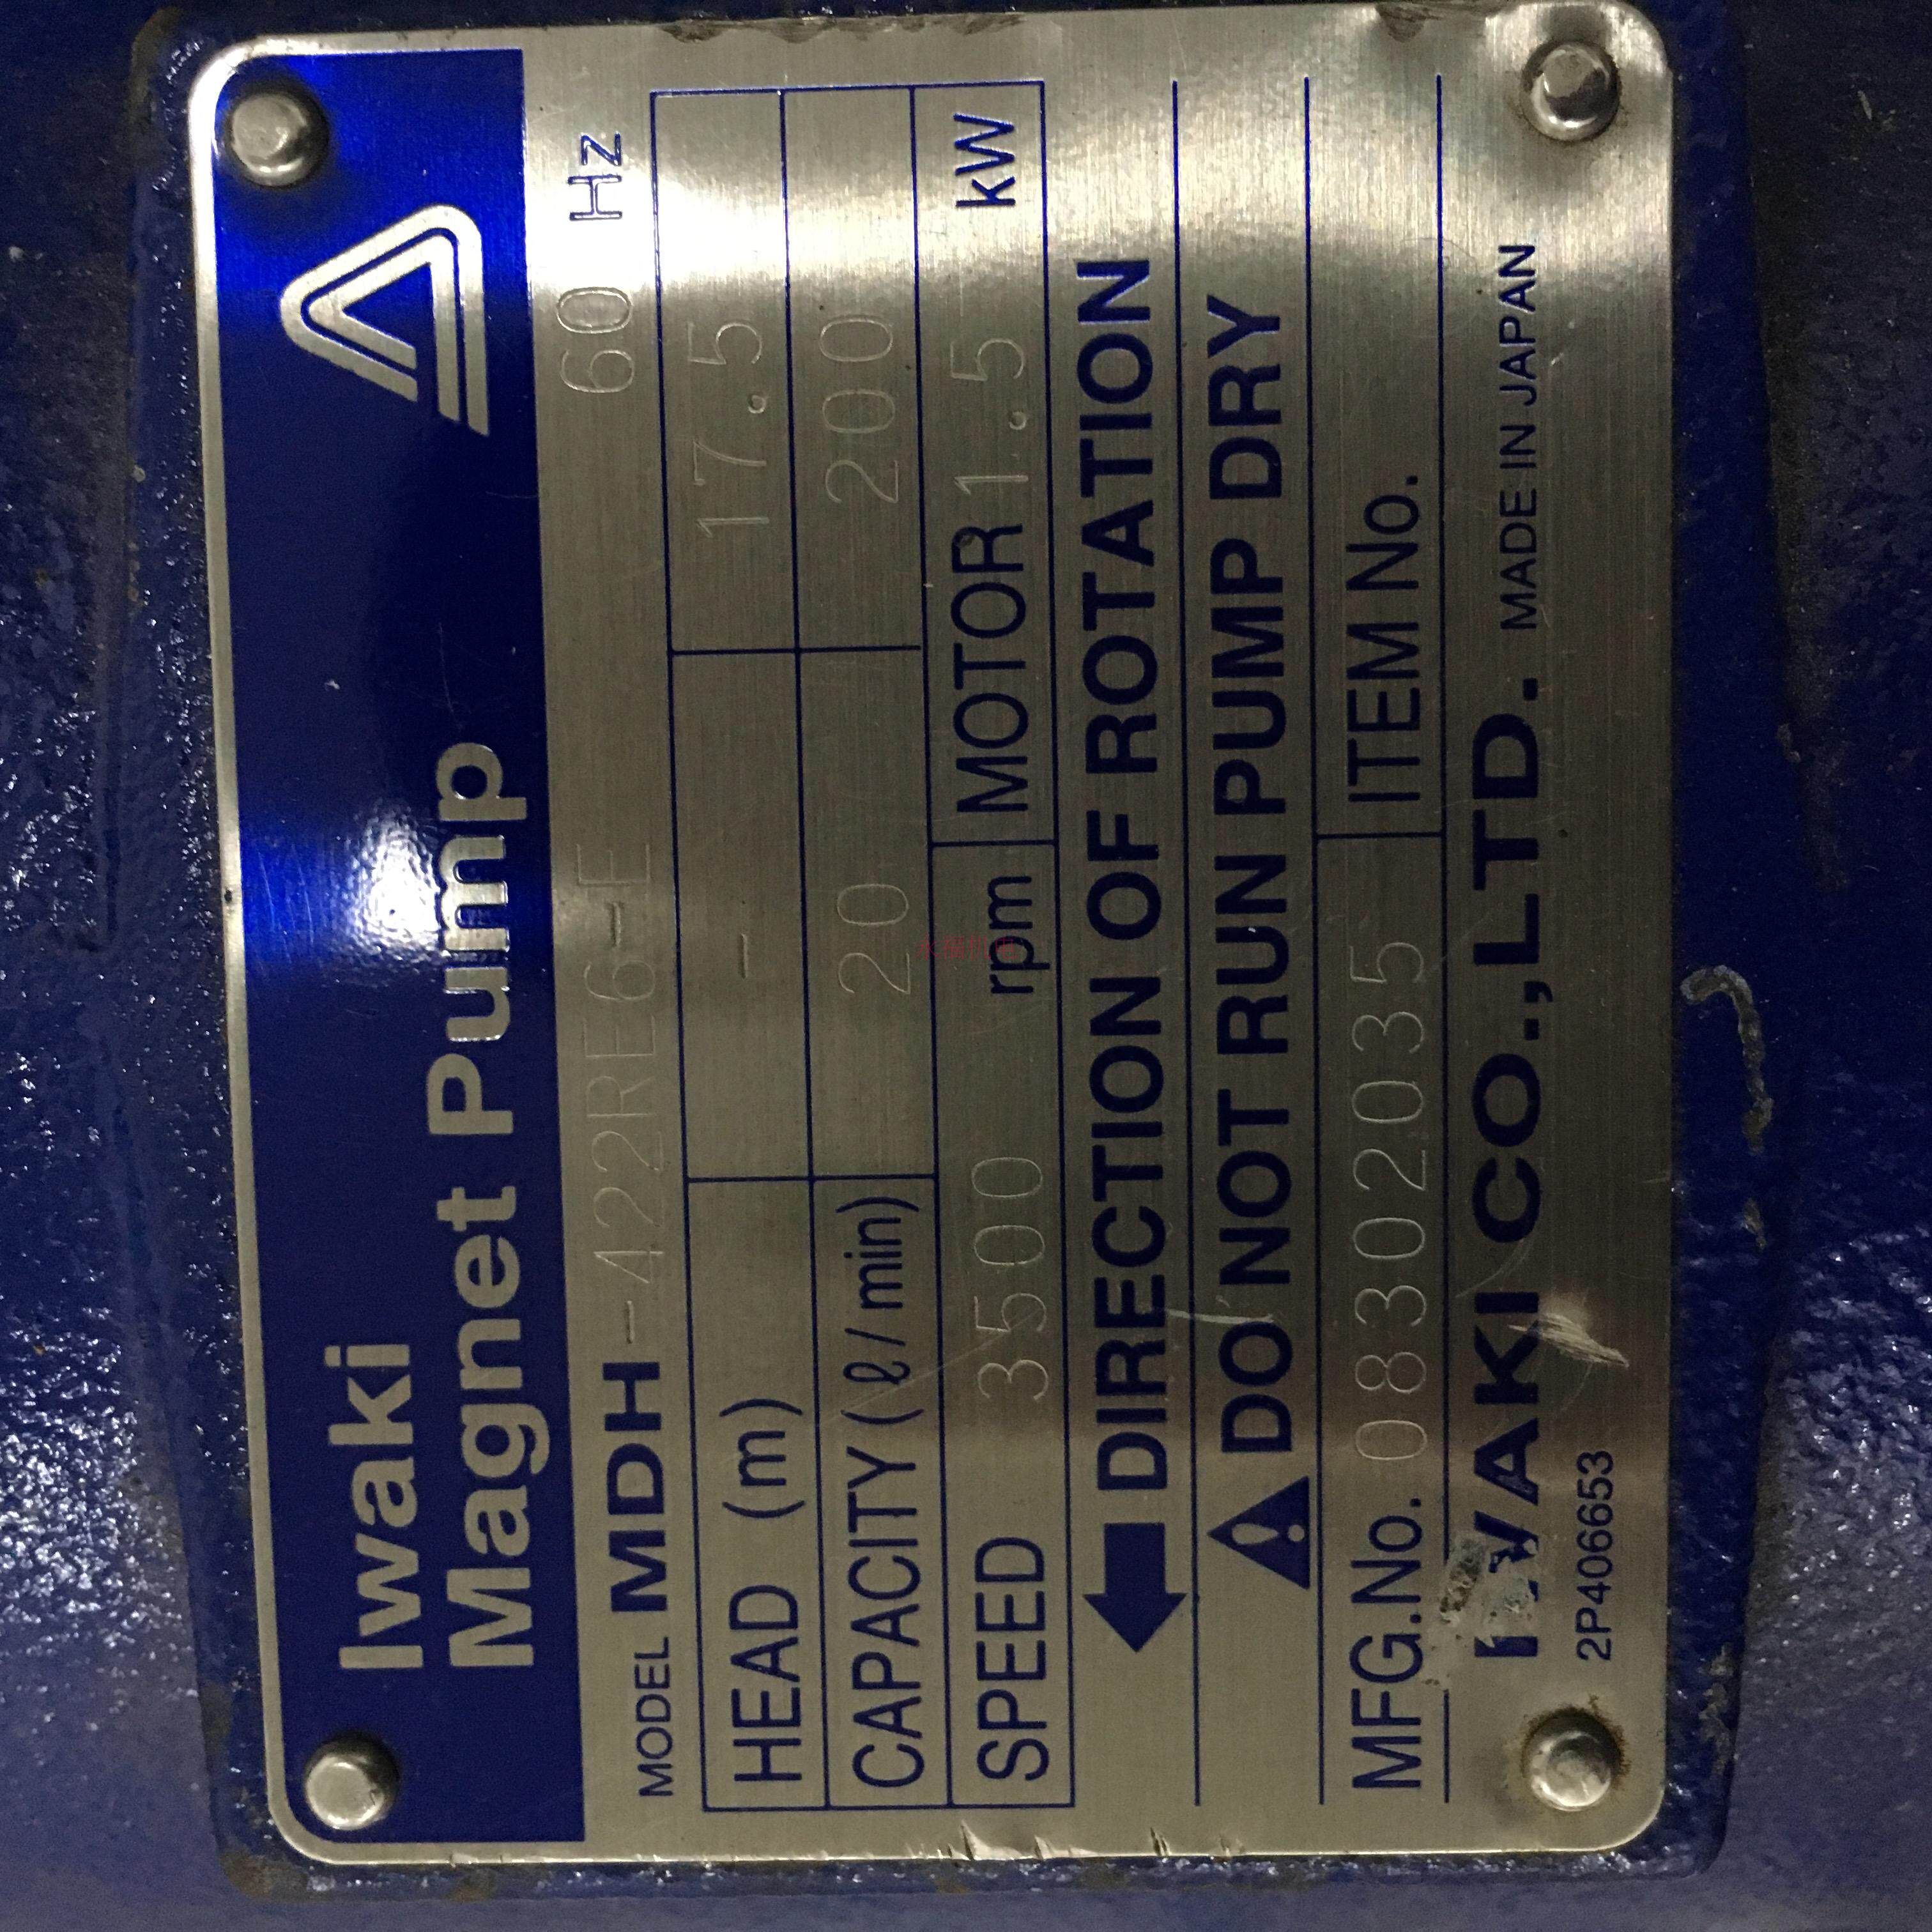 Iwaki
Magnet Pump
MODEL MDH-422RE6-E 60 Hz
HEAD (m) - 17.5
CAPACITY (ℓ/min) 20 200
SPEED 3500 rpm MOTOR 1.5 kW
DIRECTION OF ROTATION
DO NOT RUN PUMP DRY
MFG.No. 08302035 ITEM No.
IWAKI CO.,LTD. MADE IN JAPAN
2P406653